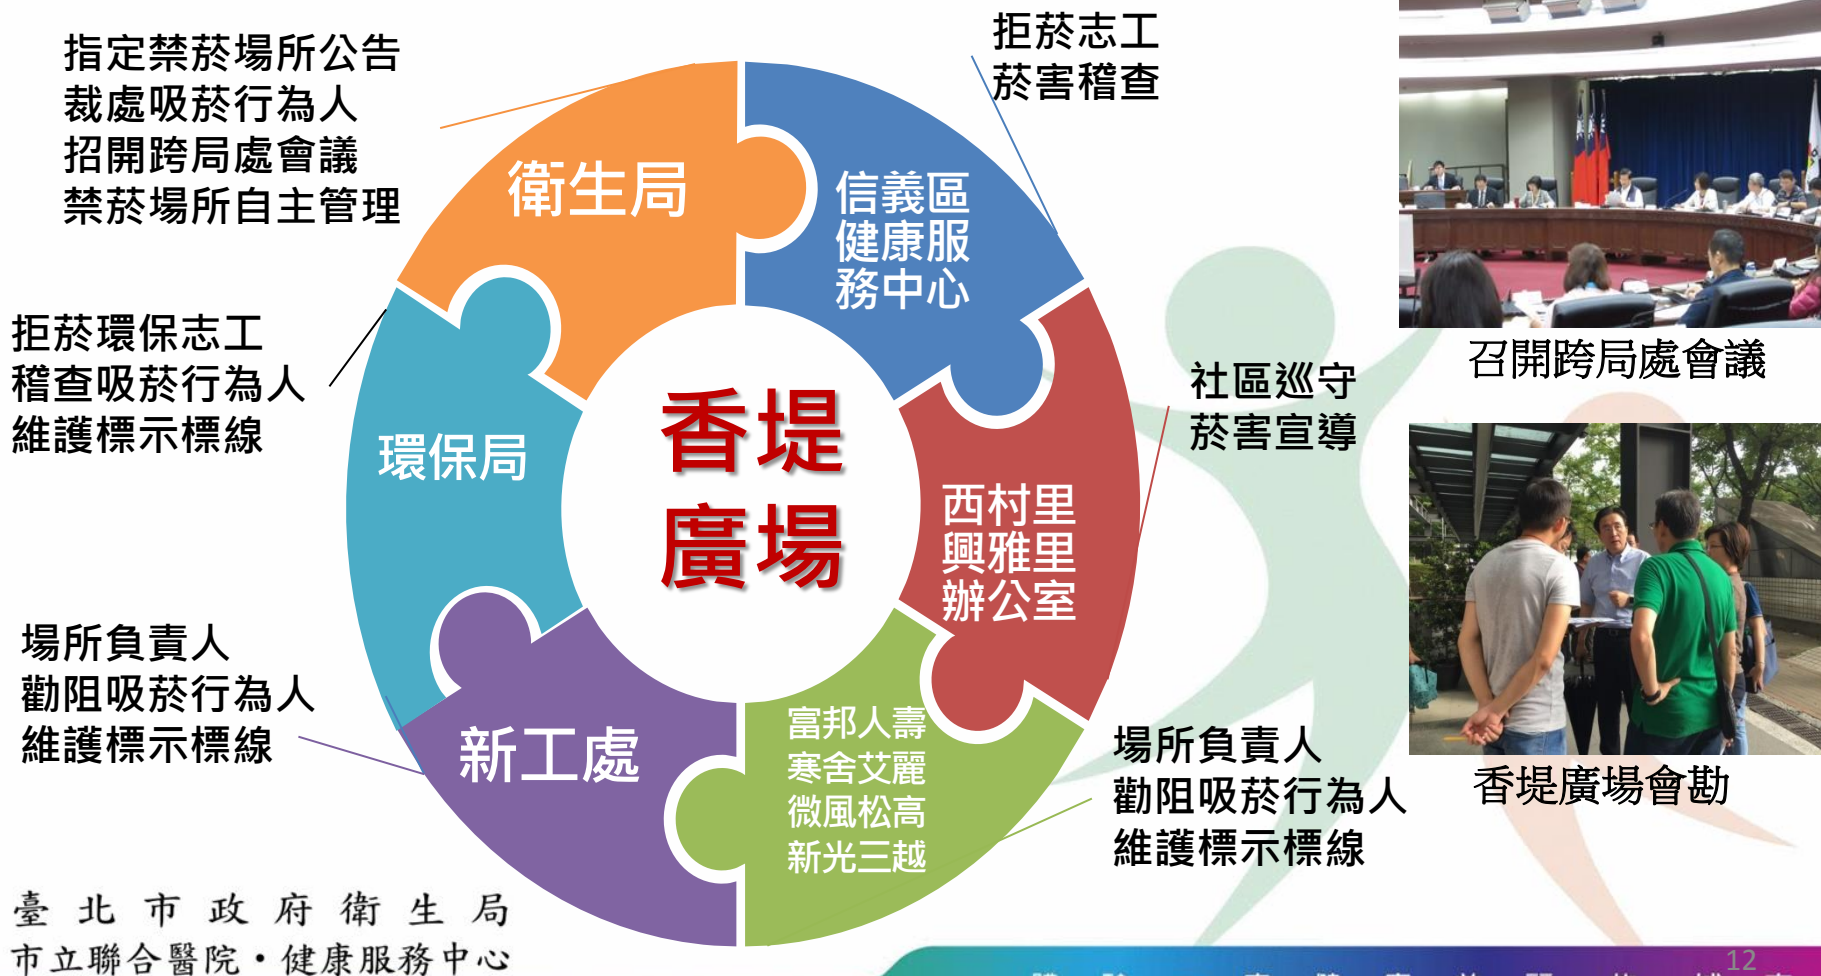 指定禁菸場所公告
裁處吸菸行為人
招開跨局處會議
禁菸場所自主管理
拒菸志工
菸害稽查
衛生局
信義區
健康服
務中心
拒菸環保志工
稽查吸菸行為人
維護標示標線
環保局
香堤
廣場
社區巡守
菸害宣導
西村里
興雅里
辦公室
場所負責人
勸阻吸菸行為人
維護標示標線
新工處
富邦人壽
寒舍艾麗
微風松高
新光三越
場所負責人
勸阻吸菸行為人
維護標示標線
召開跨局處會議
香堤廣場會勘
臺北市政府衛生局
市立聯合醫院・健康服務中心
12